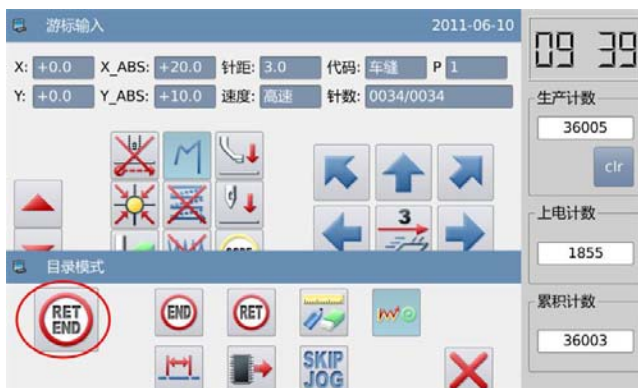 游标输入 2011-06-10
X: +0.0 X_ABS: +20.0 针距: 3.0 代码: 车缝 P 1
Y: +0.0 Y_ABS: +10.0 速度: 高速 针数: 0034/0034
09 39
生产计数
36005
clr
上电计数
1855
累积计数
36003
M
3
目录模式
RET
END
END
RET
SKIP
JOG